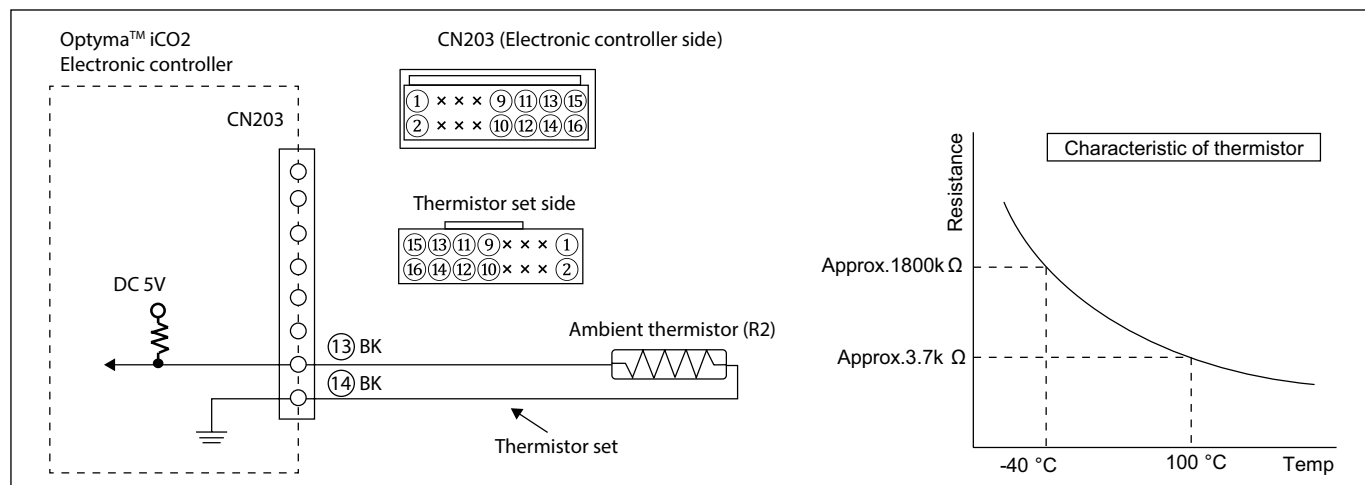 Optyma™ iCO2
Electronic controller
CN203
DC 5V
CN203 (Electronic controller side)
① × × × ⑨ ⑪ ⑬ ⑮
② × × × ⑩ ⑫ ⑭ ⑯
Thermistor set side
⑮ ⑬ ⑪ ⑨ × × × ①
⑯ ⑭ ⑫ ⑩ × × × ②
Ambient thermistor (R2)
⑬ BK
⑭ BK
Thermistor set
Characteristic of thermistor
Resistance
Approx.1800k Ω
Approx.3.7k Ω
-40 °C
100 °C
Temp